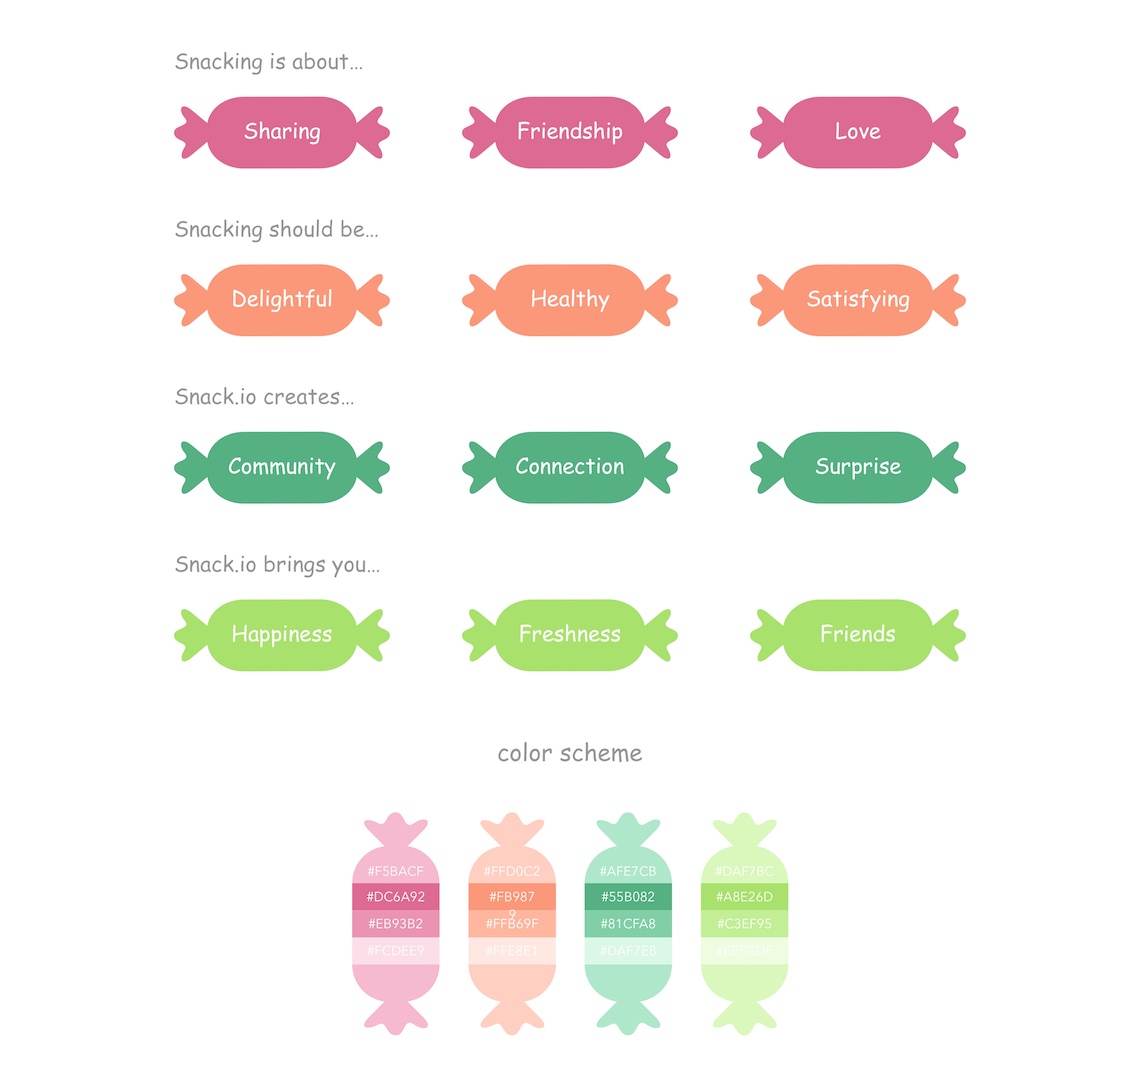 Snacking is about...
Sharing Friendship Love
Snacking should be...
Delightful Healthy Satisfying
Snack.io creates...
Community Connection Surprise
Snack.io brings you...
Happiness Freshness Friends
color scheme
#F5BACF #FFD0C2 #AFE7CB #DAF7BC
#DC6A92 #FB987 #55B082 #A8E26D
9
#EB93B2 #FFB69F #81CFA8 #C3EF95
#FCDEE9 #FFE8E1 #DAF7E8